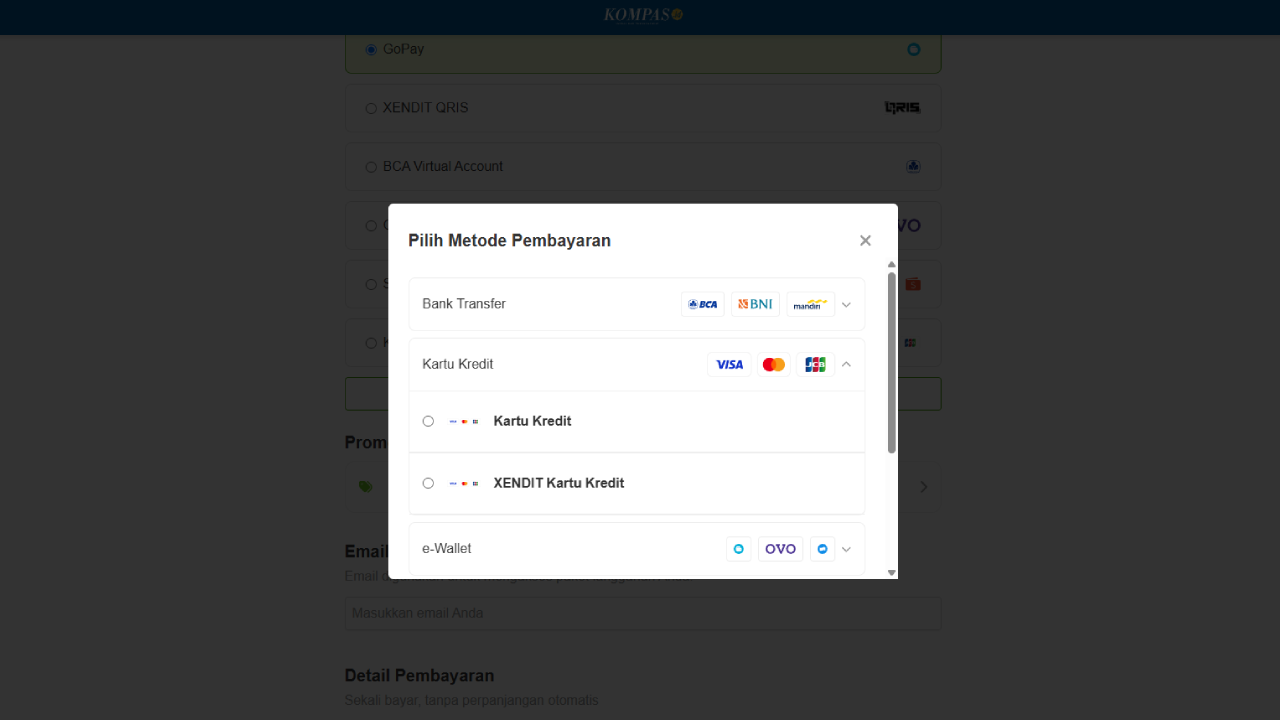 KOMPAS
GoPay
XENDIT QRIS
QRIS
BCA Virtual Account
VO
Pilih Metode Pembayaran
Bank Transfer
BCA
BNI
mandiri
Kartu Kredit
VISA
JCB
Kartu Kredit
XENDIT Kartu Kredit
e-Wallet
OVO
Prom
Email
Email
Masukkan email Anda
Detail Pembayaran
Sekali bayar, tanpa perpanjangan otomatis